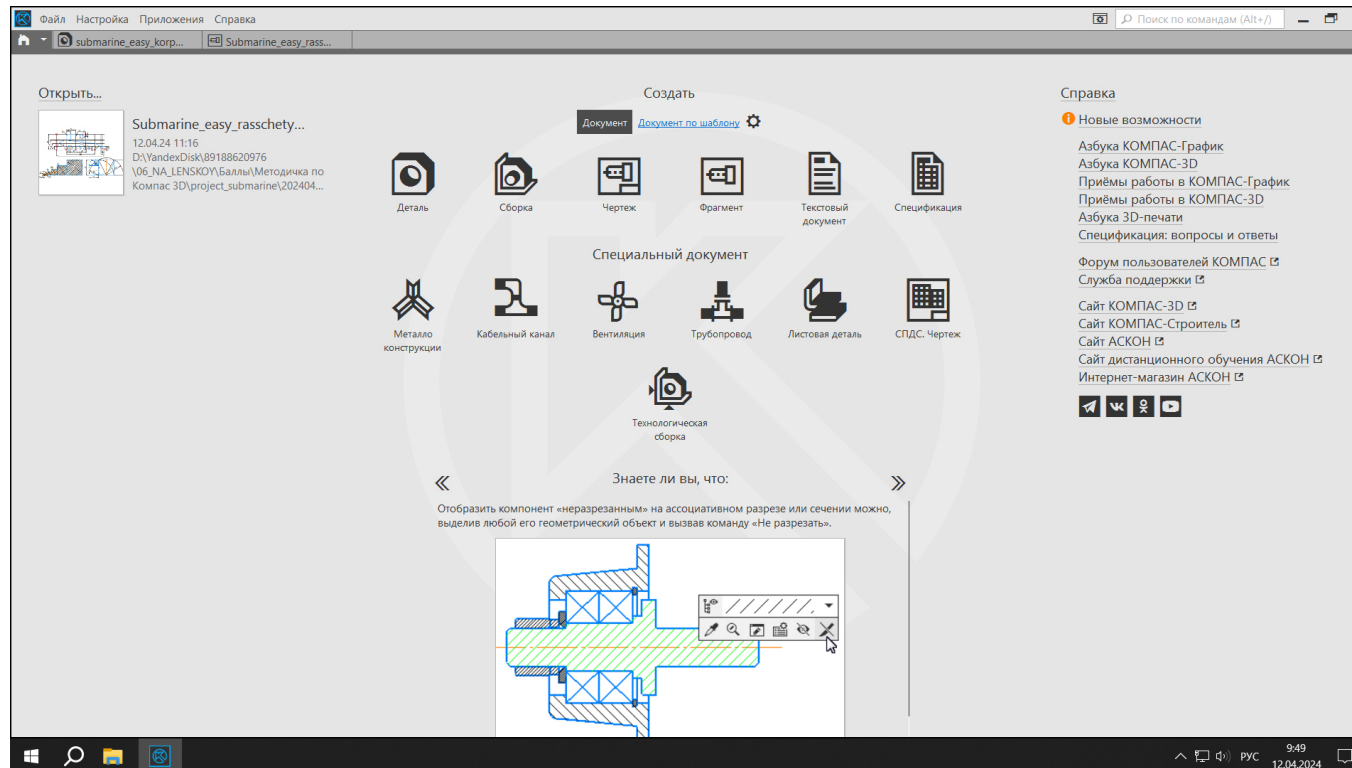 Файл Настройка Приложения Справка
Поиск по командам (Alt+/)
submarine_easy_korp...
Submarine_easy_rass...
Открыть...
Submarine_easy_rasschety...
12.04.24 11:16
D:\YandexDisk\89188620976
\06_NA_LENSKOY\Баллы\Методичка по
Компас 3D\project_submarine\202404...
Создать
Документ
Документ по шаблону
Деталь
Сборка
Чертеж
Фрагмент
Текстовый
документ
Спецификация
Специальный документ
Металло
конструкции
Кабельный канал
Вентиляция
Трубопровод
Листовая деталь
СПДС. Чертеж
Технологическая
сборка
Знаете ли вы, что:
Отобразить компонент «неразрезанным» на ассоциативном разрезе или сечении можно,
выделив любой его геометрический объект и вызвав команду «Не разрезать».
Справка
Новые возможности
Азбука КОМПАС-График
Азбука КОМПАС-3D
Приёмы работы в КОМПАС-График
Приёмы работы в КОМПАС-3D
Азбука 3D-печати
Спецификация: вопросы и ответы
Форум пользователей КОМПАС
Служба поддержки
Сайт КОМПАС-3D
Сайт КОМПАС-Строитель
Сайт АСКОН
Сайт дистанционного обучения АСКОН
Интернет-магазин АСКОН
РУС
9:49
12.04.2024